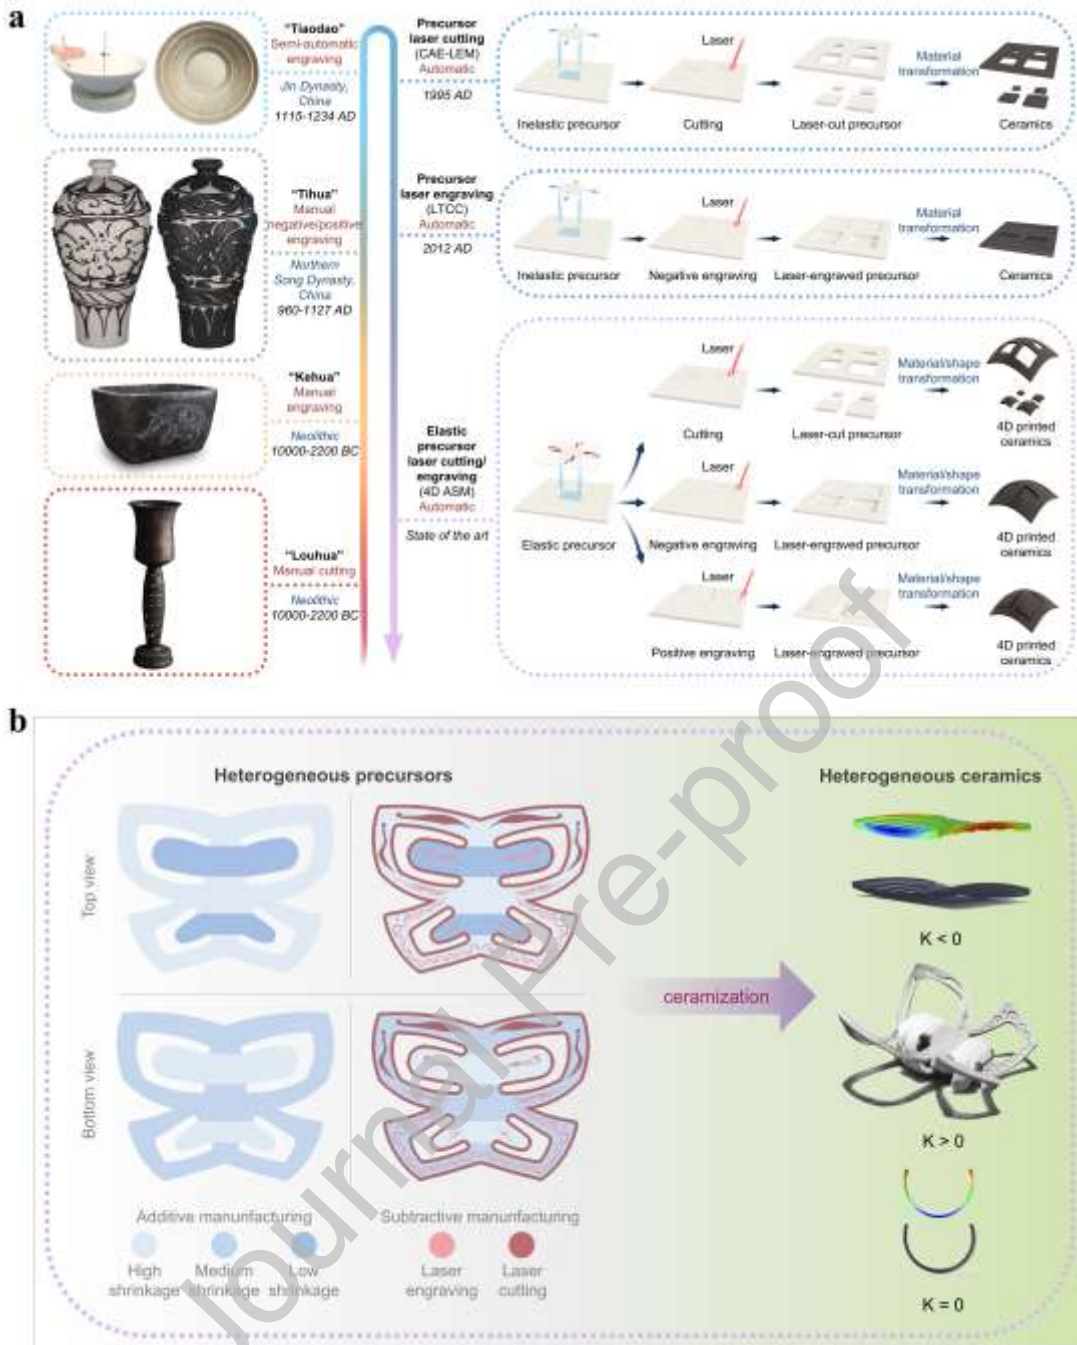 a
"Tiaodao"
Semi-automatic
engraving
Jin Dynasty,
China
1115-1234 AD
"Tihua"
Manual
negative/positive
engraving
Northern
Song Dynasty,
China
960-1127 AD
"Kehua"
Manual
engraving
Neolithic
10000-2200 BC
"Louhua"
Manual cutting
Neolithic
10000-2200 BC
Precursor
laser cutting
(CAE-LEM)
Automatic
1995 AD
Precursor
laser engraving
(LTCC)
Automatic
2012 AD
Elastic
precursor
laser cutting/
engraving
(4D ASM)
Automatic
State of the art
Laser
Material
transformation
Inelastic precursor
Cutting
Laser-cut precursor
Ceramics
Laser
Material
transformation
Inelastic precursor
Negative engraving
Laser-engraved precursor
Ceramics
Laser
Material/shape
transformation
Cutting
Laser-cut precursor
4D printed
ceramics
Laser
Material/shape
transformation
Elastic precursor
Negative engraving
Laser-engraved precursor
4D printed
ceramics
Laser
Material/shape
transformation
Positive engraving
Laser-engraved precursor
4D printed
ceramics
b
Heterogeneous precursors
Heterogeneous ceramics
Top view
Bottom view
ceramization
K < 0
K > 0
K = 0
Additive manunfacturing
High
shrinkage
Medium
shrinkage
Low
shrinkage
Subtractive manunfacturing
Laser
engraving
Laser
cutting
Journal Pre-proof